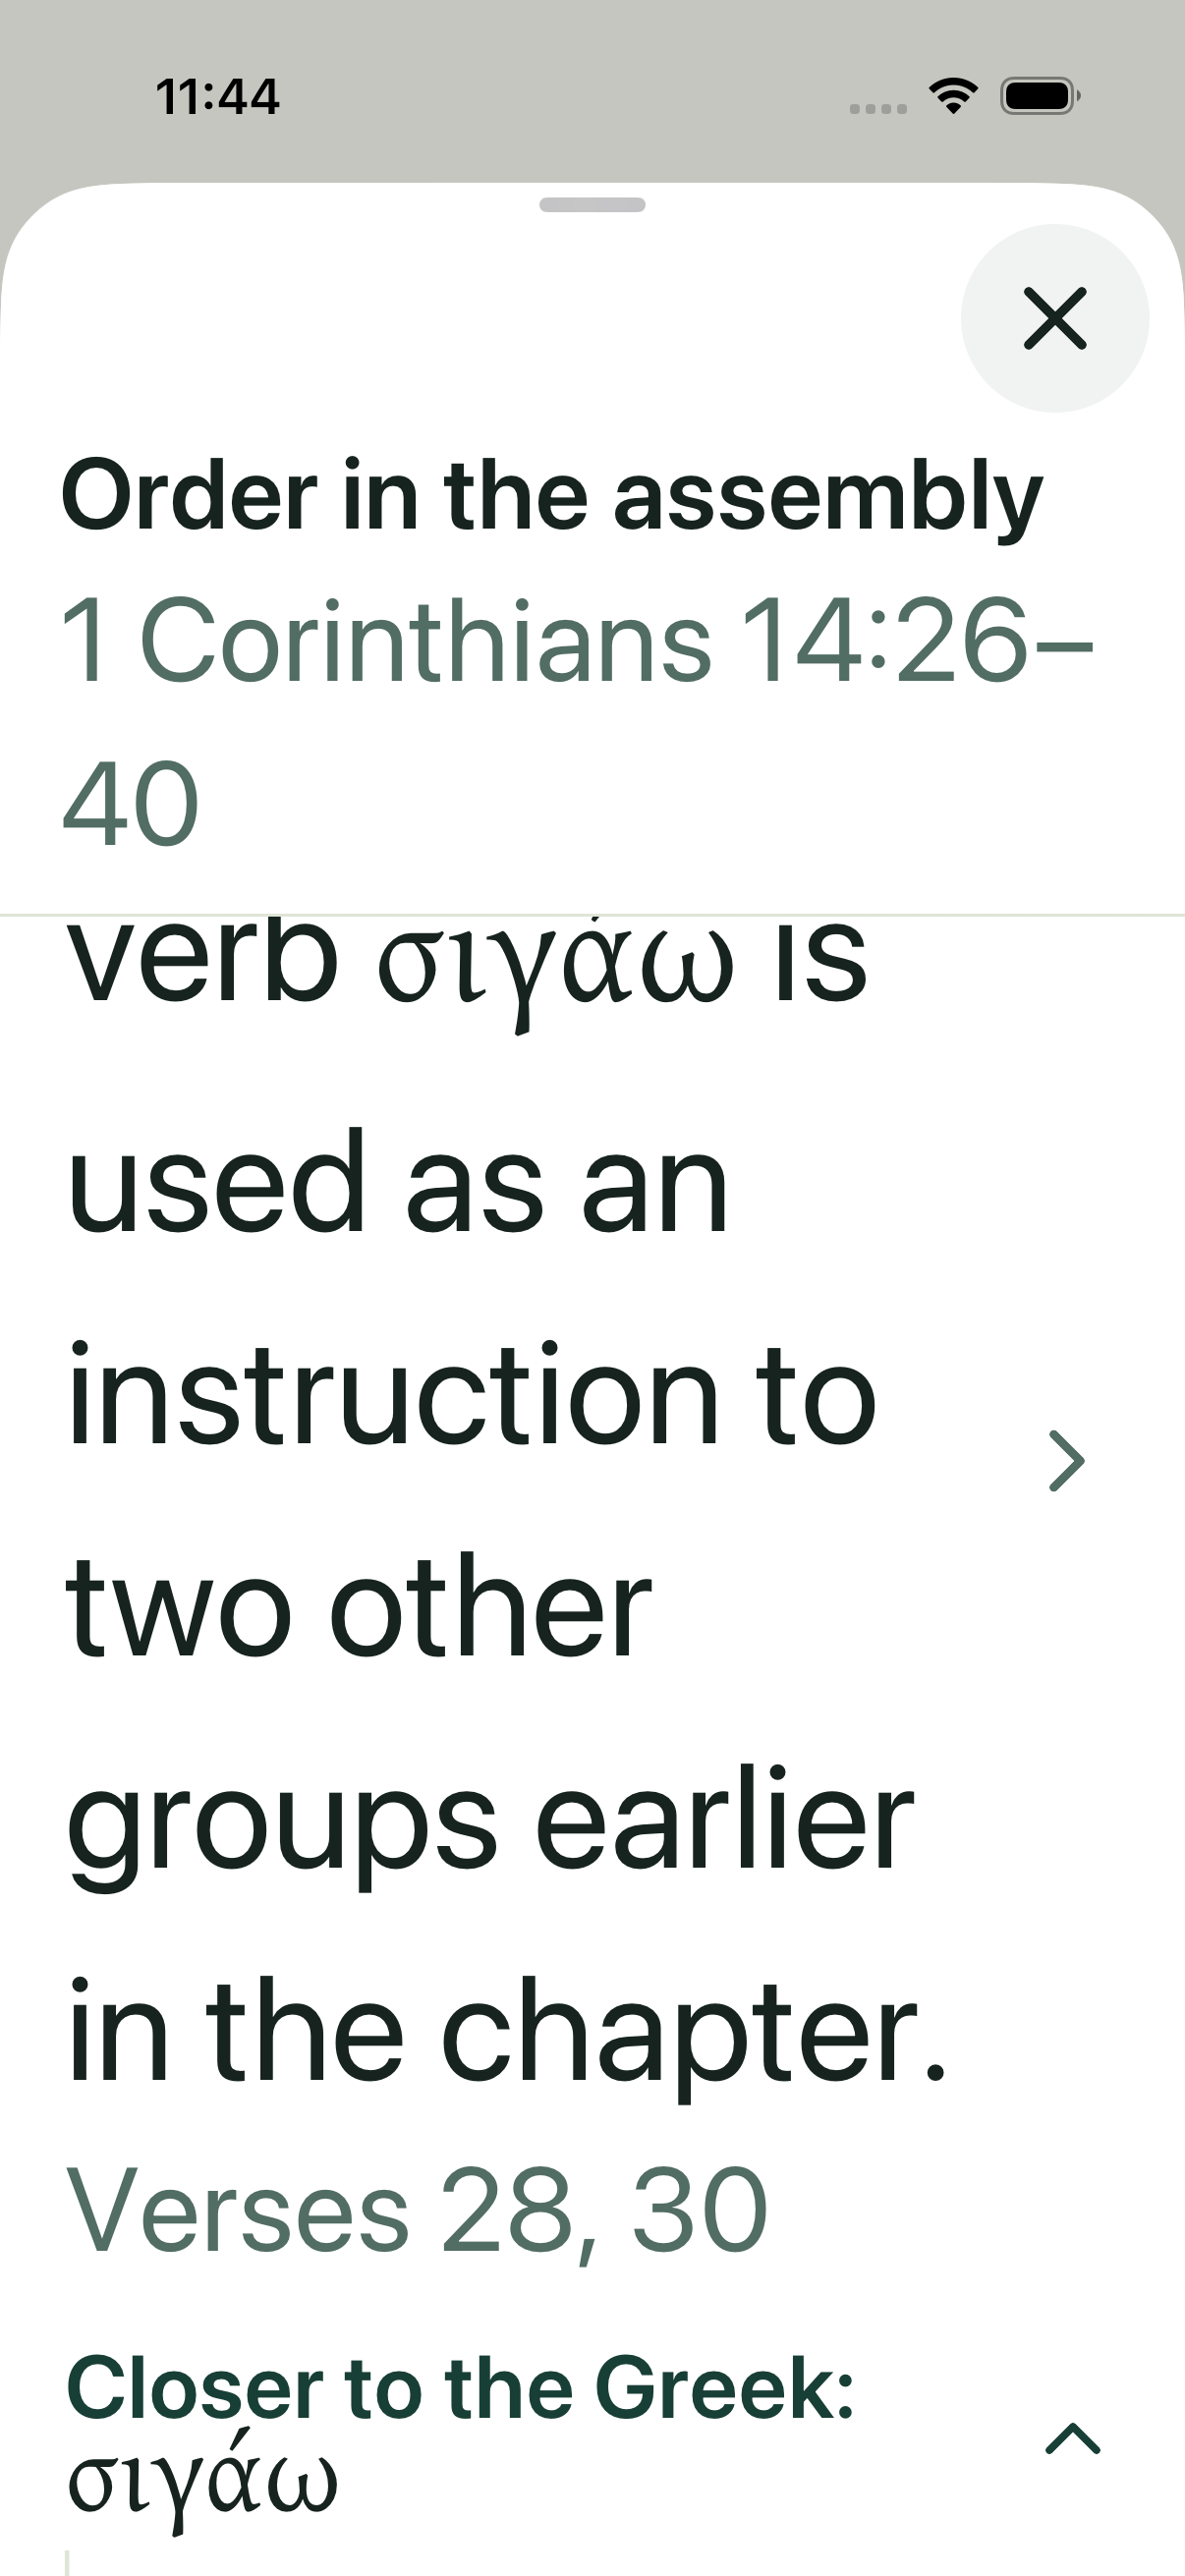 11:44
Order in the assembly
1 Corinthians 14:26–
40
verb σιγάω is
used as an
instruction to
two other
groups earlier
in the chapter.
Verses 28, 30
Closer to the Greek:
σιγάω